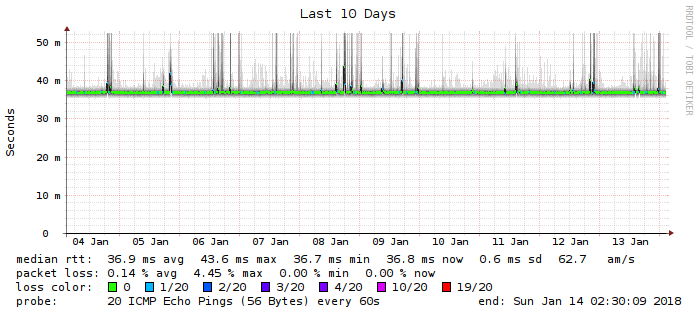 Last 10 Days
RRDTOOL / TOBI OETIKER
Seconds
50 m
40 m
30 m
20 m
10 m
0
04 Jan 05 Jan 06 Jan 07 Jan 08 Jan 09 Jan 10 Jan 11 Jan 12 Jan 13 Jan
median rtt: 36.9 ms avg 43.6 ms max 36.7 ms min 36.8 ms now 0.6 ms sd 62.7 am/s
packet loss: 0.14 % avg 4.45 % max 0.00 % min 0.00 % now
loss color: 0 1/20 2/20 3/20 4/20 10/20 19/20
probe: 20 ICMP Echo Pings (56 Bytes) every 60s end: Sun Jan 14 02:30:09 2018